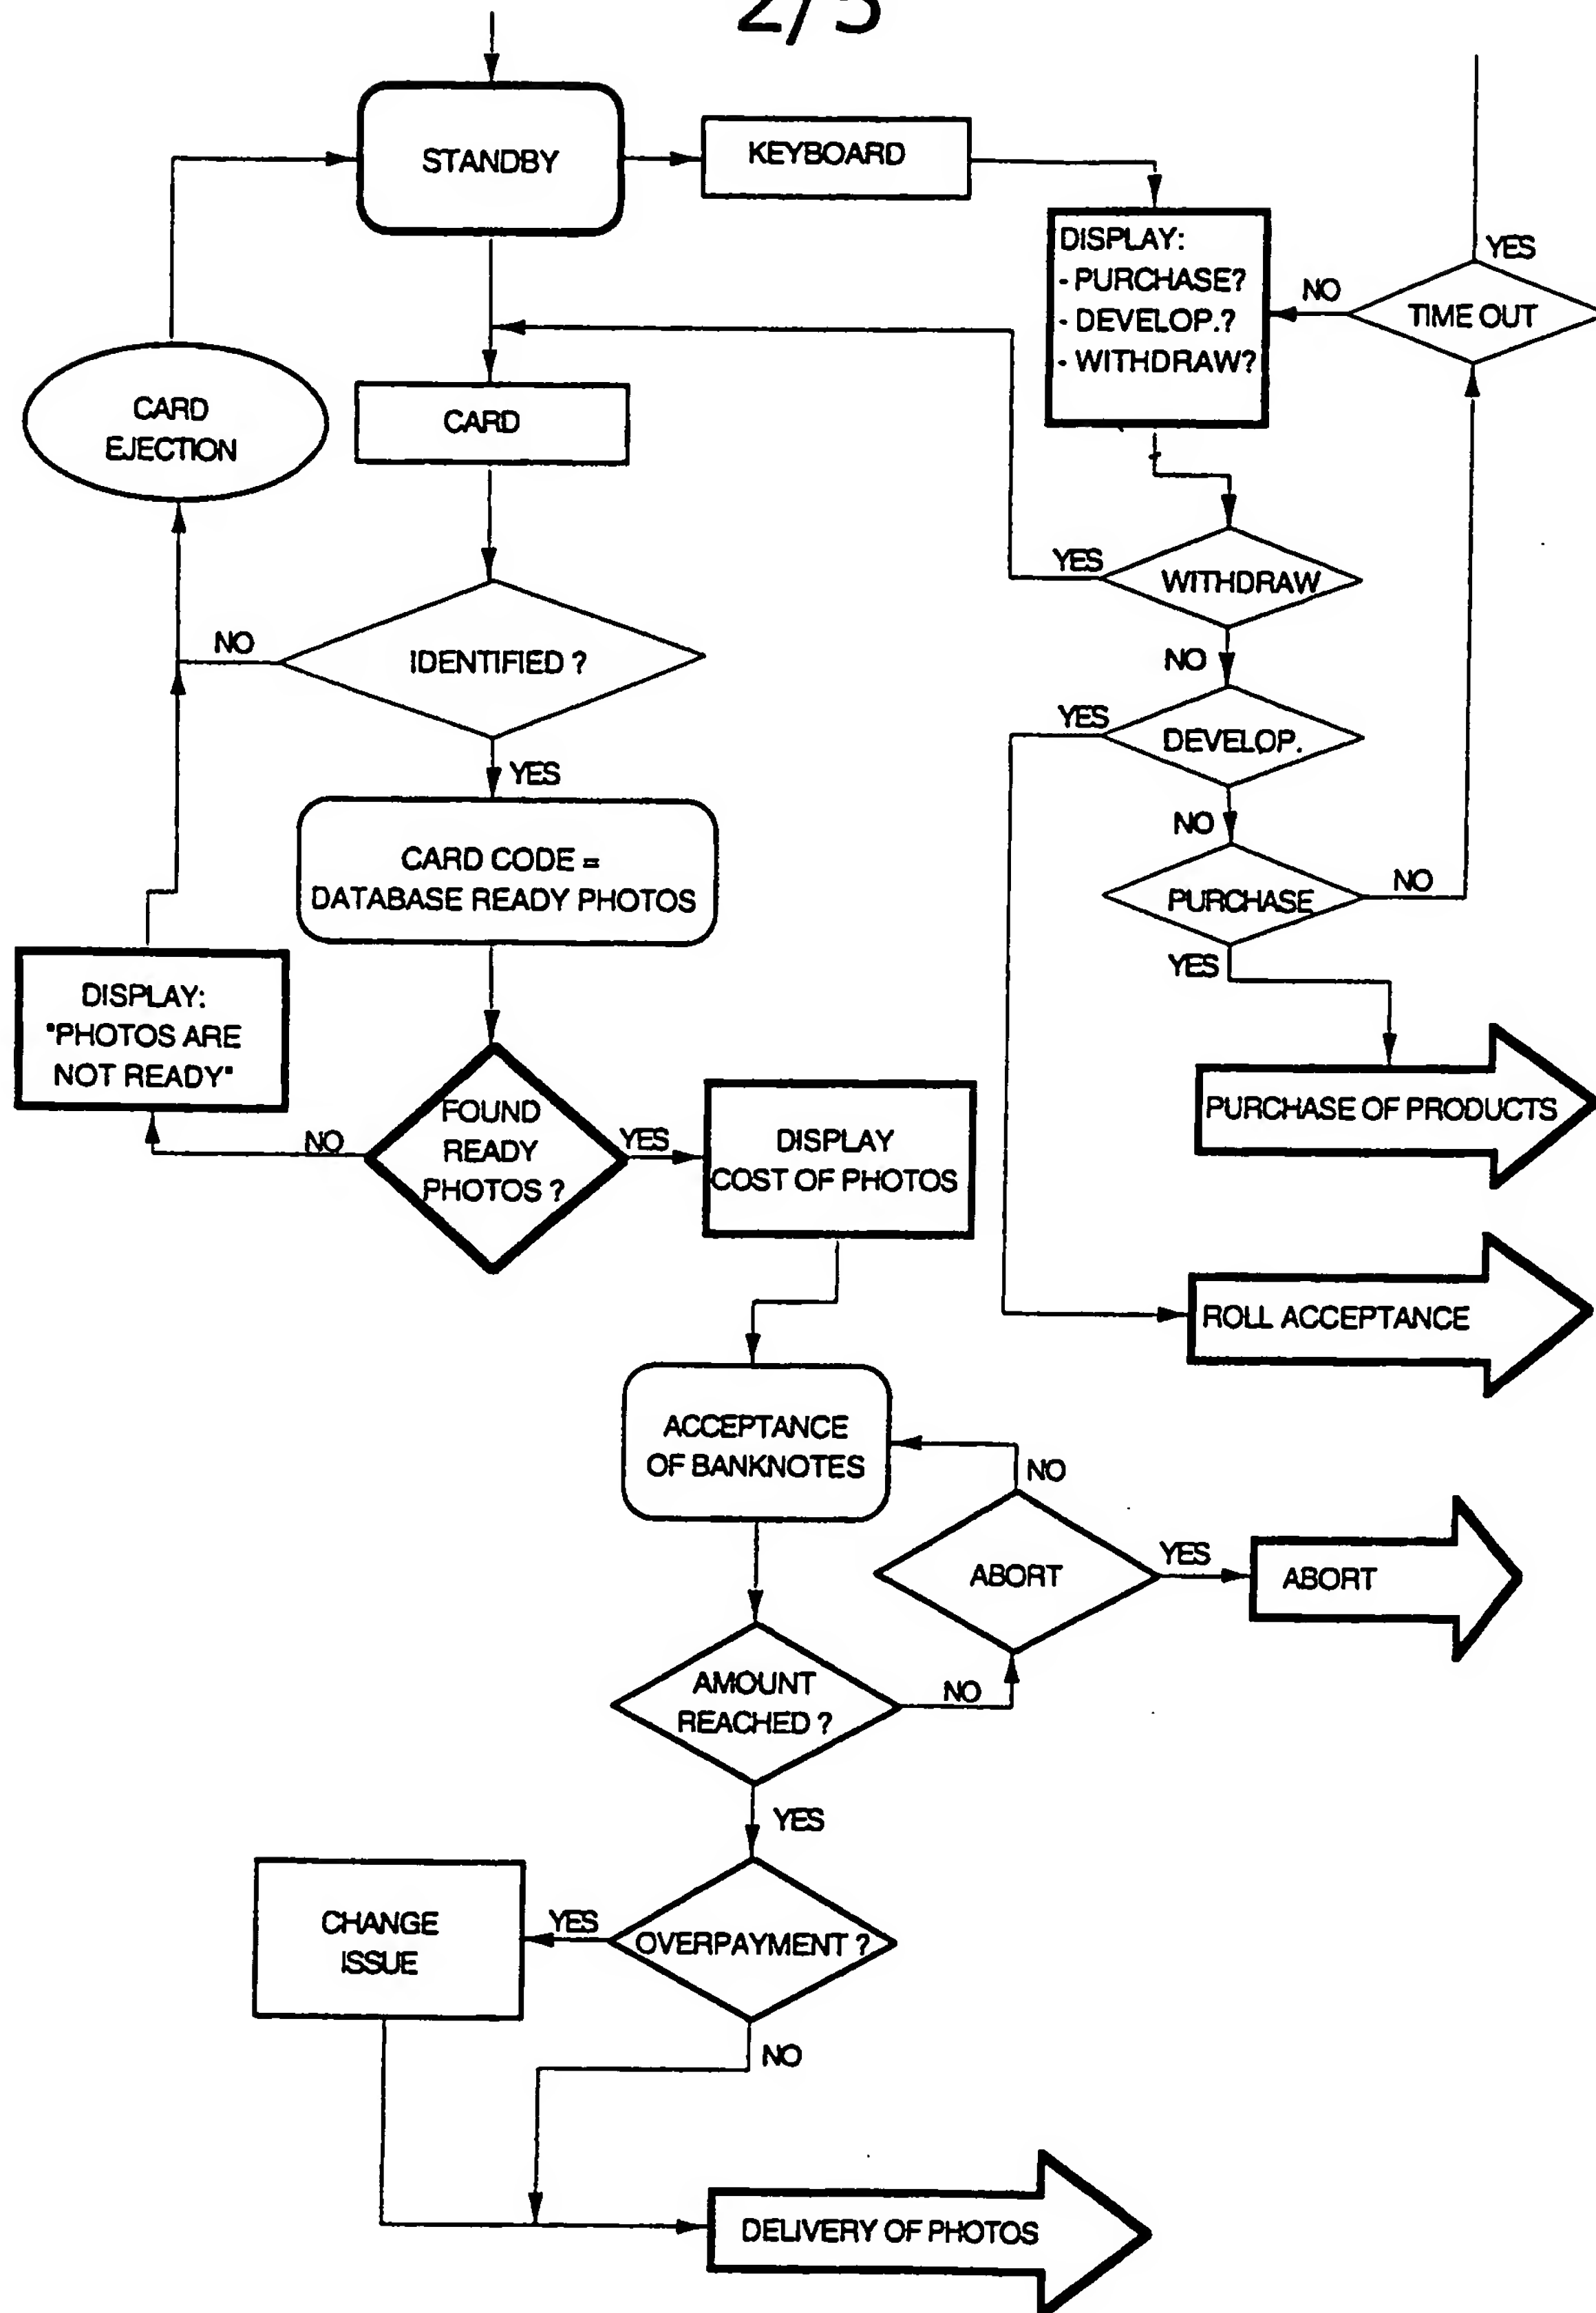 2/5
STANDBY
KEYBOARD
DISPLAY:
- PURCHASE?
- DEVELOP.?
- WITHDRAW?
YES
NO
TIME OUT
CARD
EJECTION
CARD
YES
WITHDRAW
NO
IDENTIFIED ?
NO
YES
DEVELOP.
YES
NO
CARD CODE =
DATABASE READY PHOTOS
PURCHASE
NO
YES
DISPLAY:
"PHOTOS ARE
NOT READY"
FOUND
READY
PHOTOS ?
NO
YES
DISPLAY
COST OF PHOTOS
PURCHASE OF PRODUCTS
ROLL ACCEPTANCE
ACCEPTANCE
OF BANKNOTES
NO
ABORT
YES
ABORT
AMOUNT
REACHED ?
NO
YES
CHANGE
ISSUE
YES
OVERPAYMENT ?
NO
DELIVERY OF PHOTOS